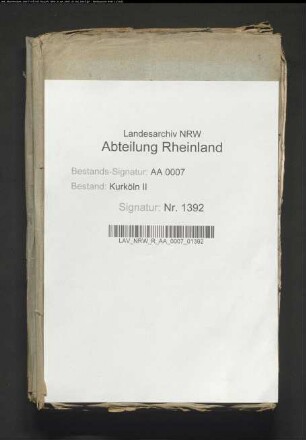 Landesarchiv NRW
Abteilung Rheinland
Bestands-Signatur: AA 0007
Bestand: Kurköln II
Signatur: Nr. 1392
LAV_NRW_R_AA_0007_01392